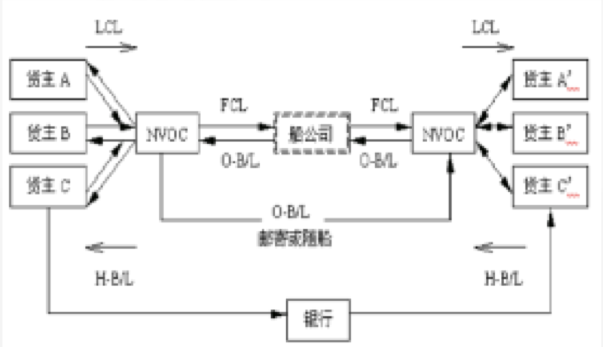 LCL
LCL
货主 A
货主 A'
FCL
FCL
货主 B
NVOC
船公司
NVOC
货主 B'
O-B/L
O-B/L
货主 C
货主 C'
O-B/L
邮寄或随船
H-B/L
H-B/L
银行